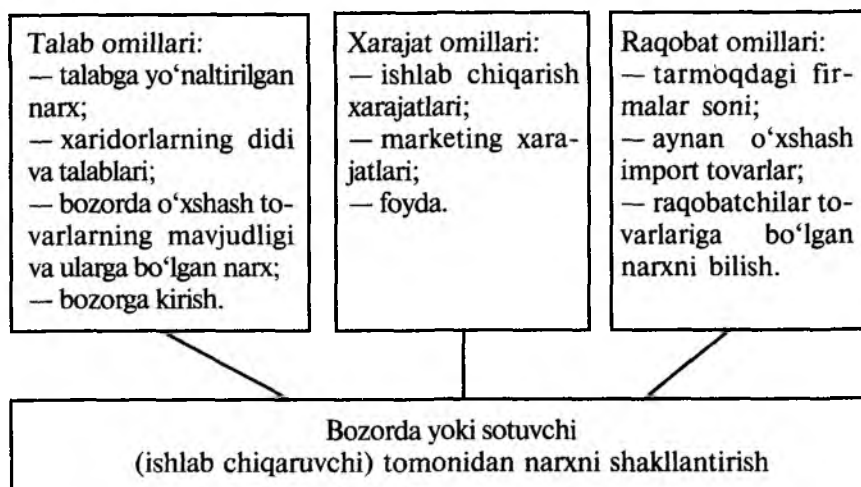 Talab omillari:
— talabga yo‘naltirilgan
narx;
— xaridorlarning didi
va talablari;
— bozorda o‘xshash to-
varlarning mavjudligi
va ularga bo‘lgan narx;
— bozorga kirish.
Xarajat omillari:
— ishlab chiqarish
xarajatlari;
— marketing xara-
jatlari;
— foyda.
Raqobat omillari:
— tarmoqdagi fir-
malar soni;
— aynan o‘xshash
import tovarlar;
— raqobatchilar to-
varlariga bo‘lgan
narxni bilish.
Bozorda yoki sotuvchi
(ishlab chiqaruvchi) tomonidan narxni shakllantirish